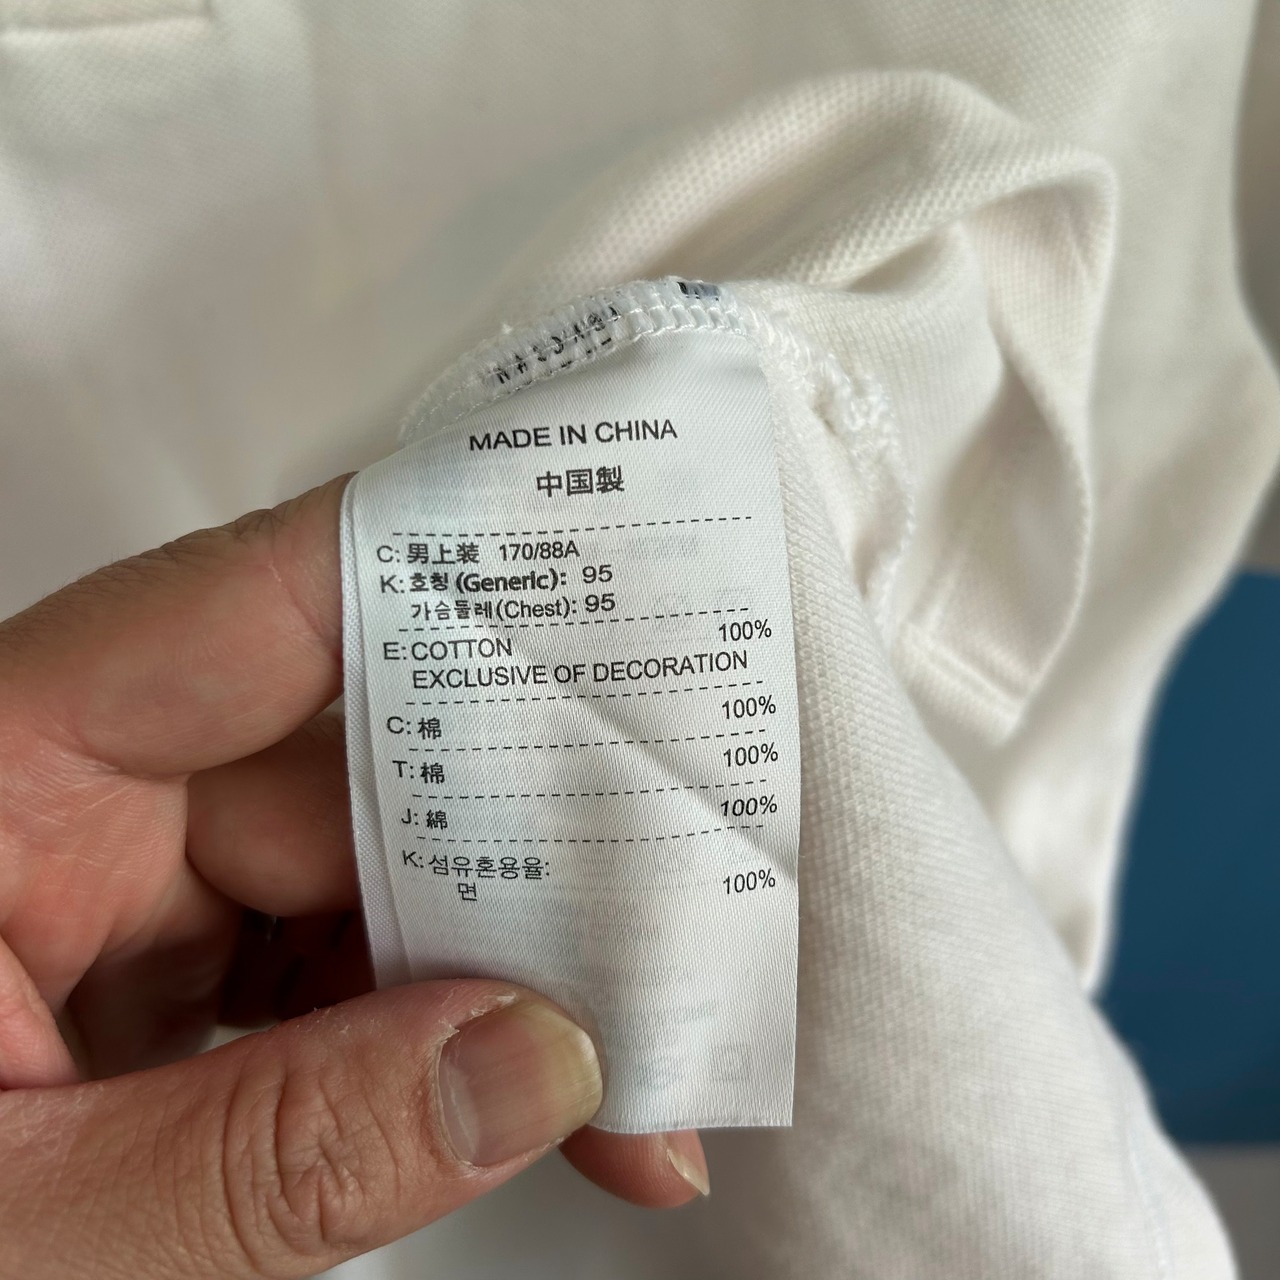 MADE IN CHINA
中国製
C: 男上装 170/88A
K: 호칭 (Generic): 95
가슴둘레 (Chest): 95
E: COTTON 100%
EXCLUSIVE OF DECORATION
C: 棉 100%
T: 棉 100%
J: 綿 100%
K: 섬유혼용율:
면 100%